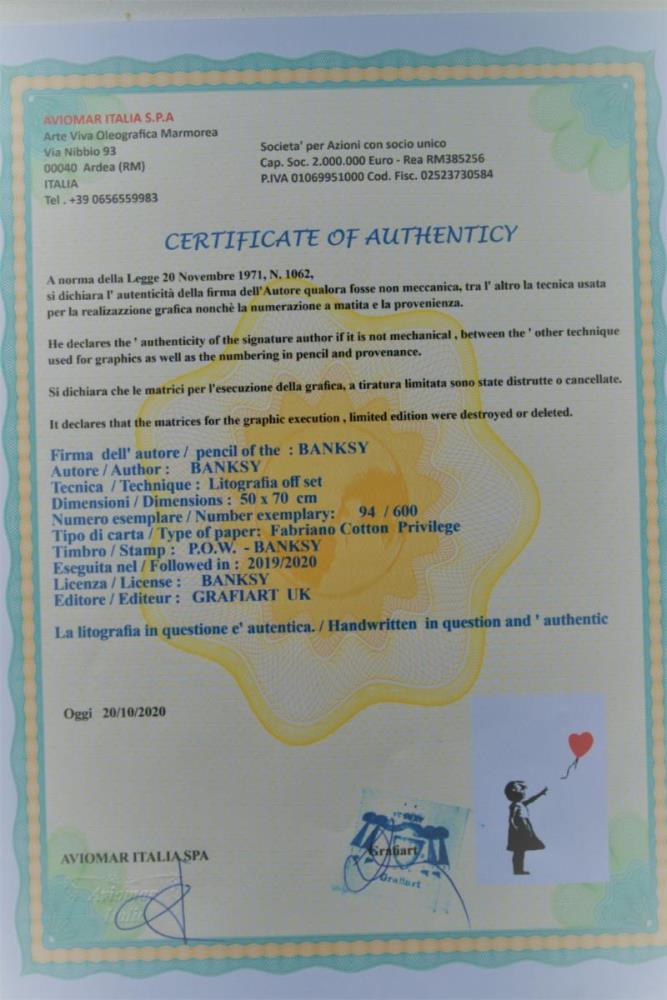 AVIOMAR ITALIA S.P.A
Arte Viva Oleografica Marmorea
Via Nibbio 93
00040 Ardea (RM)
ITALIA
Tel . +39 0656559983
Societa' per Azioni con socio unico
Cap. Soc. 2.000.000 Euro - Rea RM385256
P.IVA 01069951000 Cod. Fisc. 02523730584
CERTIFICATE OF AUTHENTICY
A norma della Legge 20 Novembre 1971, N. 1062,
si dichiara l' autenticità della firma dell'Autore qualora fosse non meccanica, tra l' altro la tecnica usata
per la realizazzione grafica nonchè la numerazione a matita e la provenienza.
He declares the ' authenticity of the signature author if it is not mechanical , between the ' other technique
used for graphics as well as the numbering in pencil and provenance.
Si dichiara che le matrici per l'esecuzione della grafica, a tiratura limitata sono state distrutte o cancellate.
It declares that the matrices for the graphic execution , limited edition were destroyed or deleted.
Firma dell' autore / pencil of the : BANKSY
Autore / Author : BANKSY
Tecnica / Technique : Litografia off set
Dimensioni / Dimensions : 50 x 70 cm
Numero esemplare / Number exemplary: 94 / 600
Tipo di carta / Type of paper: Fabriano Cotton Privilege
Timbro / Stamp : P.O.W. - BANKSY
Eseguita nel / Followed in : 2019/2020
Licenza / License : BANKSY
Editore / Editeur : GRAFIART UK
La litografia in questione e' autentica. / Handwritten in question and ' authentic
Oggi 20/10/2020
AVIOMAR ITALIA SPA
Aviomar
Italia
Grafiart
Grafiart